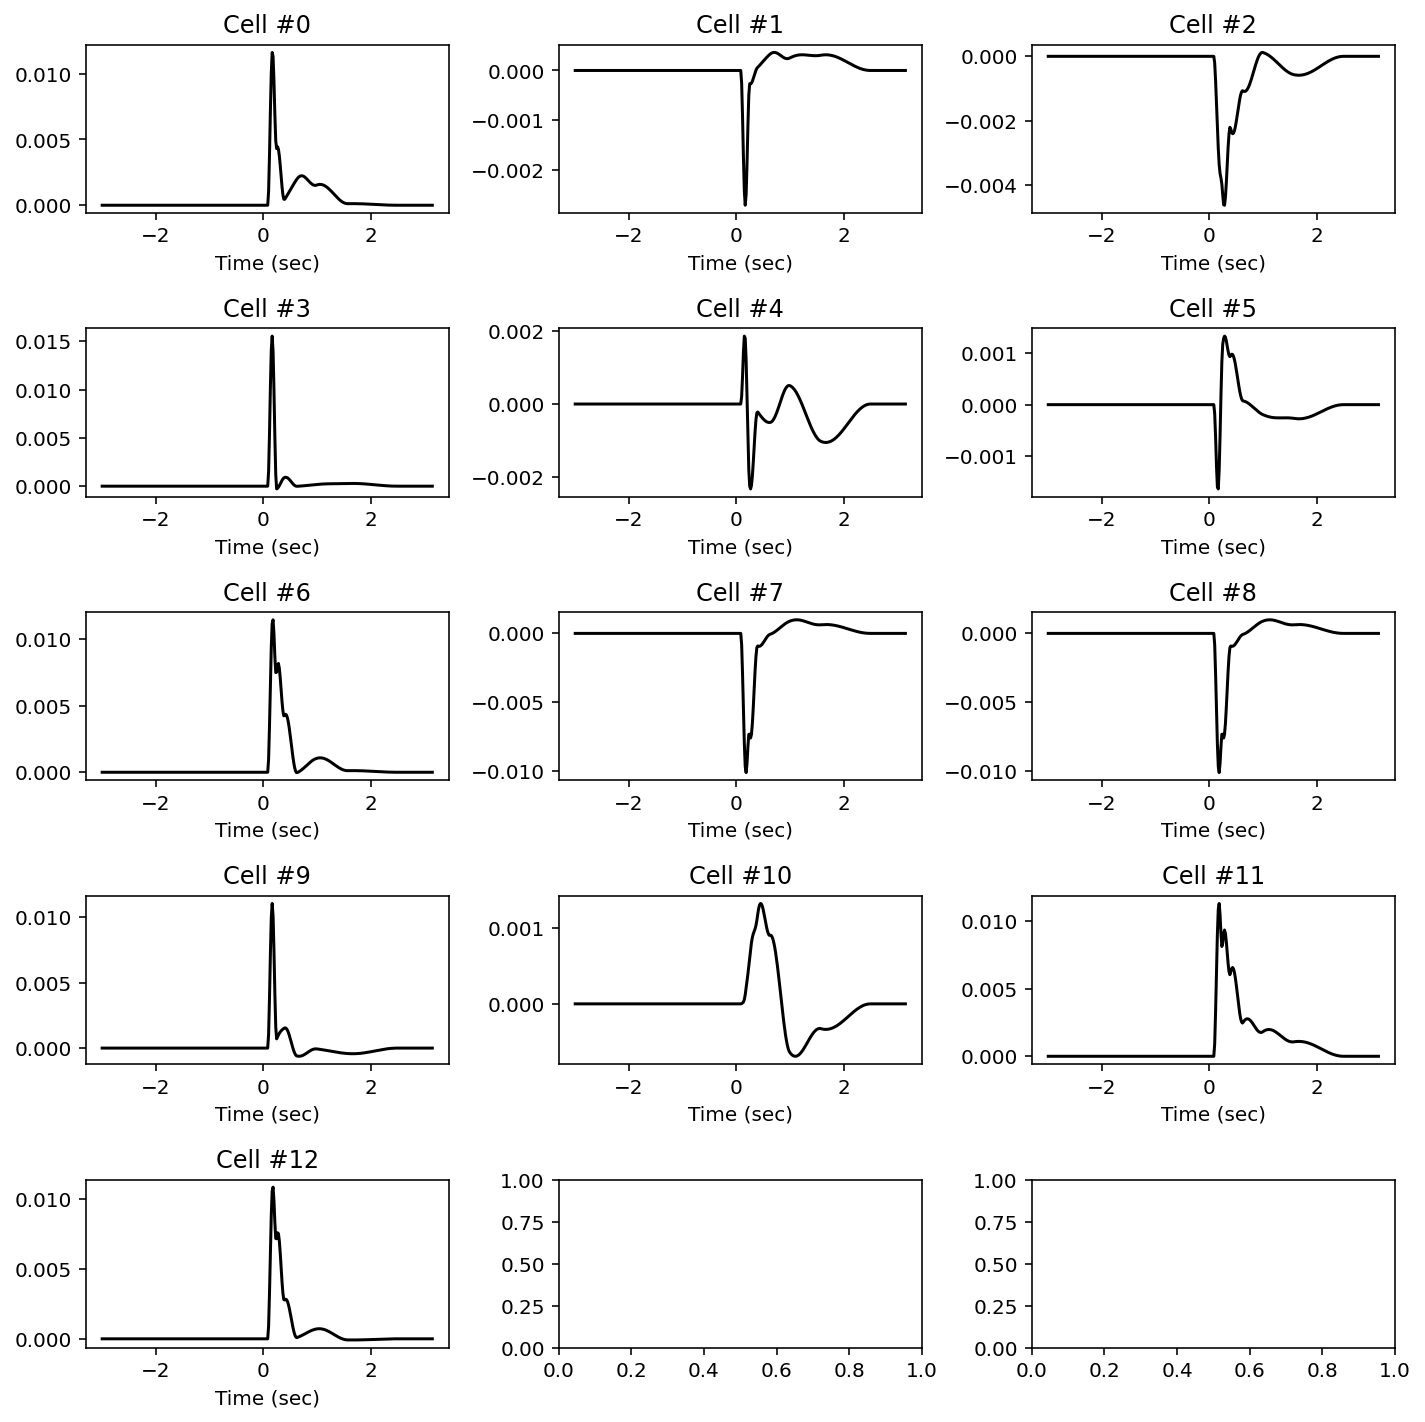 Cell #0 Cell #1 Cell #2
0.010 0.000 0.000
0.005 −0.001 −0.002
0.000 −0.002 −0.004
−2 0 2 −2 0 2 −2 0 2
Time (sec) Time (sec) Time (sec)
Cell #3 Cell #4 Cell #5
0.015 0.002 0.001
0.010 0.000 0.000
0.005 −0.002 −0.001
0.000
−2 0 2 −2 0 2 −2 0 2
Time (sec) Time (sec) Time (sec)
Cell #6 Cell #7 Cell #8
0.010 0.000 0.000
0.005 −0.005 −0.005
0.000 −0.010 −0.010
−2 0 2 −2 0 2 −2 0 2
Time (sec) Time (sec) Time (sec)
Cell #9 Cell #10 Cell #11
0.010 0.001 0.010
0.005 0.000 0.005
0.000 0.000
−2 0 2 −2 0 2 −2 0 2
Time (sec) Time (sec) Time (sec)
Cell #12
0.010 1.00 1.00
0.005 0.75 0.75
0.000 0.50 0.50
0.25 0.25
0.00 0.00
−2 0 2 0.0 0.2 0.4 0.6 0.8 1.0 0.0 0.2 0.4 0.6 0.8 1.0
Time (sec)